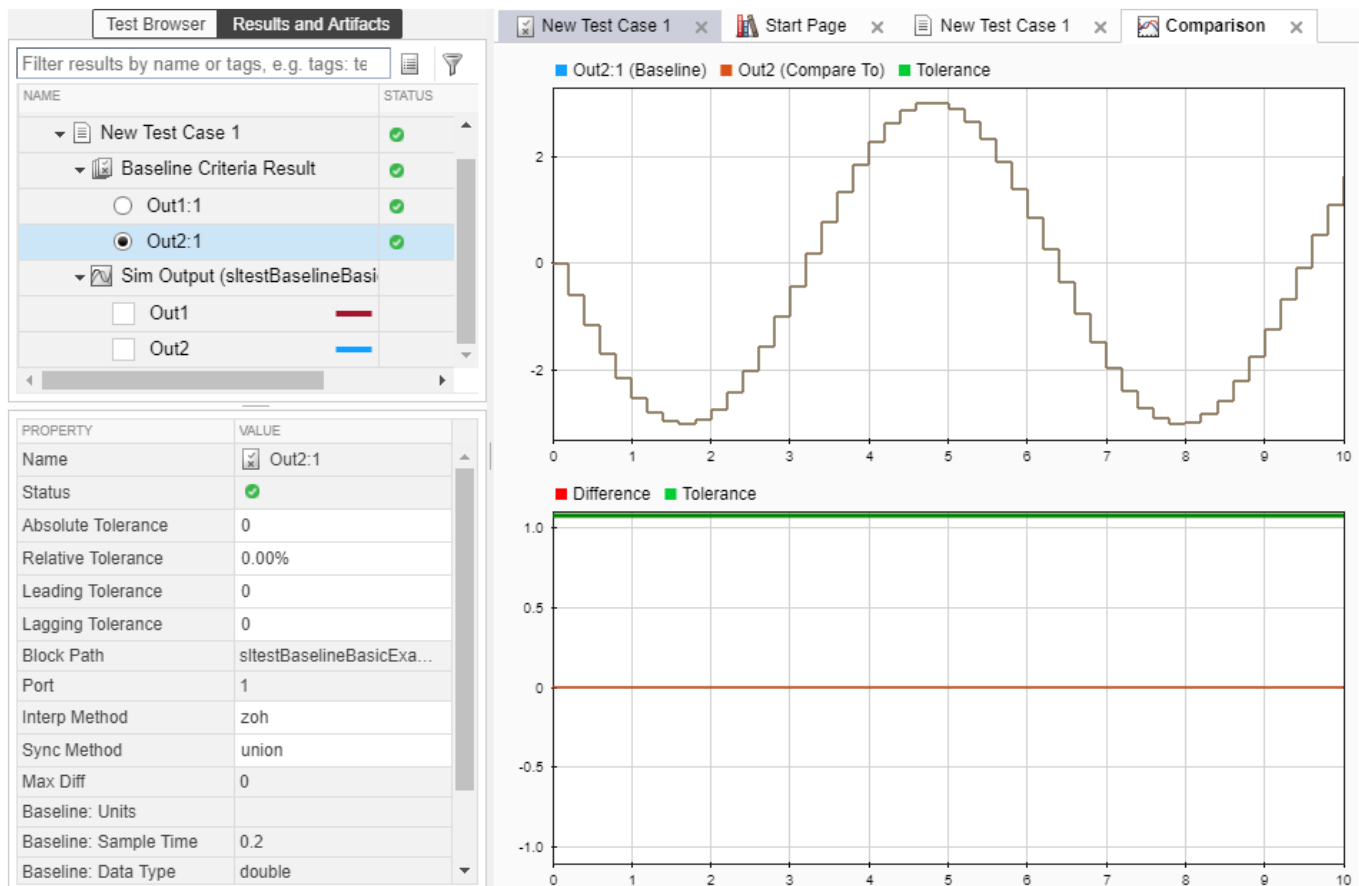 Test Browser Results and Artifacts
Filter results by name or tags, e.g. tags: te
NAME STATUS
New Test Case 1
Baseline Criteria Result
Out1:1
Out2:1
Sim Output (sltestBaselineBasi
Out1
Out2
PROPERTY VALUE
Name Out2:1
Status
Absolute Tolerance 0
Relative Tolerance 0.00%
Leading Tolerance 0
Lagging Tolerance 0
Block Path sltestBaselineBasicExa...
Port 1
Interp Method zoh
Sync Method union
Max Diff 0
Baseline: Units
Baseline: Sample Time 0.2
Baseline: Data Type double
New Test Case 1 Start Page New Test Case 1 Comparison
Out2:1 (Baseline) Out2 (Compare To) Tolerance
2
0
-2
0 1 2 3 4 5 6 7 8 9 10
Difference Tolerance
1.0
0.5
0
-0.5
-1.0
0 1 2 3 4 5 6 7 8 9 10